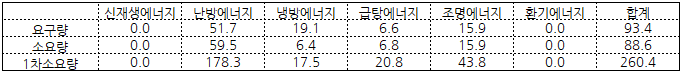 신재생에너지 난방에너지 냉방에너지 급탕에너지 조명에너지 환기에너지 합계
요구량 0.0 51.7 19.1 6.6 15.9 0.0 93.4
소요량 0.0 59.5 6.4 6.8 15.9 0.0 88.6
1차소요량 0.0 178.3 17.5 20.8 43.8 0.0 260.4